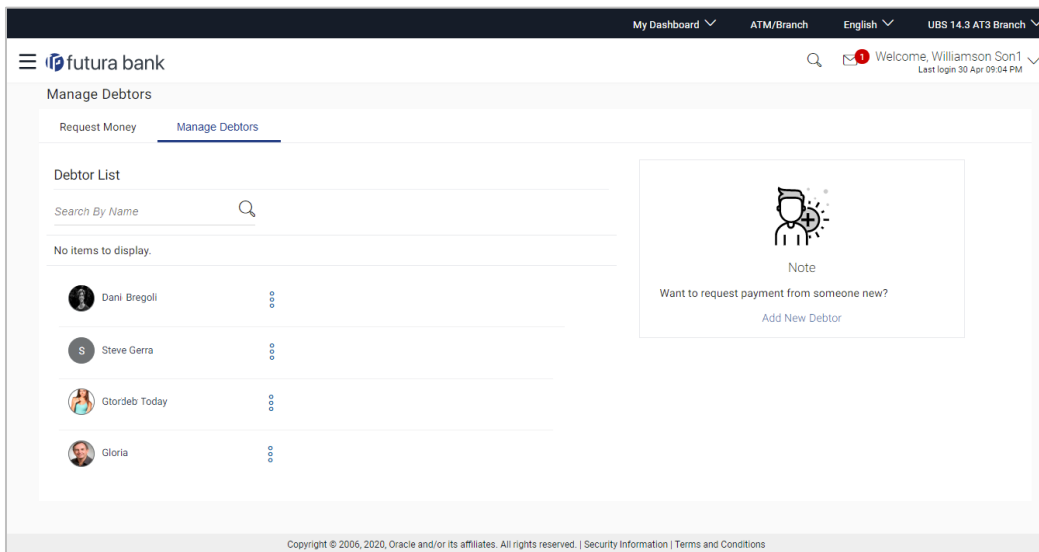 My Dashboard ATM/Branch English UBS 14.3 AT3 Branch
futura bank
1
Welcome, Williamson Son1
Last login 30 Apr 09:04 PM
Manage Debtors
Request Money Manage Debtors
Debtor List
Search By Name
No items to display.
Dani Bregoli
S Steve Gerra
Gtordeb Today
Gloria
Note
Want to request payment from someone new?
Add New Debtor
Copyright © 2006, 2020, Oracle and/or its affiliates. All rights reserved. | Security Information | Terms and Conditions